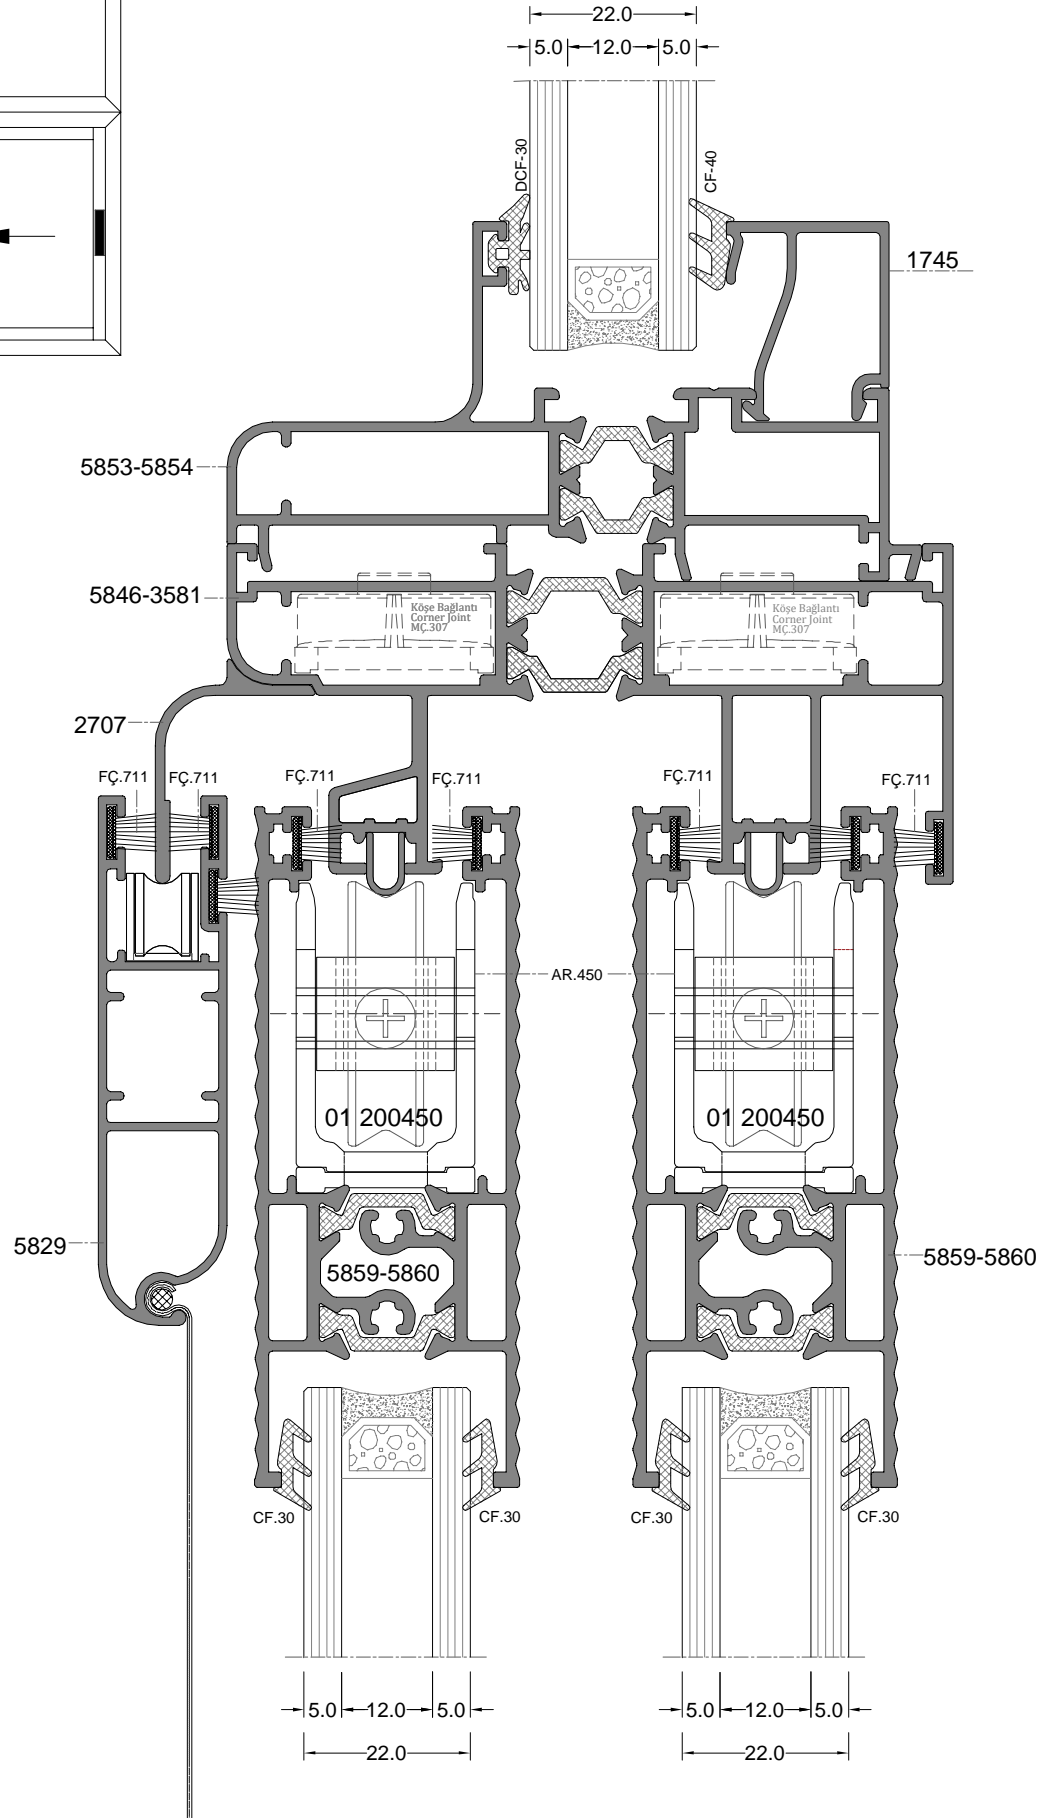 22.0
5.0 12.0 5.0
DCF-30
CF-40
1745
5853-5854
5846-3581
Köşe Bağlantı
Corner Joint
MÇ.307
Köşe Bağlantı
Corner Joint
MÇ.307
2707
FÇ.711 FÇ.711 FÇ.711 FÇ.711 FÇ.711 FÇ.711
AR.450
01 200450 01 200450
5829
5859-5860
5859-5860
CF.30 CF.30 CF.30 CF.30
5.0 12.0 5.0 5.0 12.0 5.0
22.0 22.0